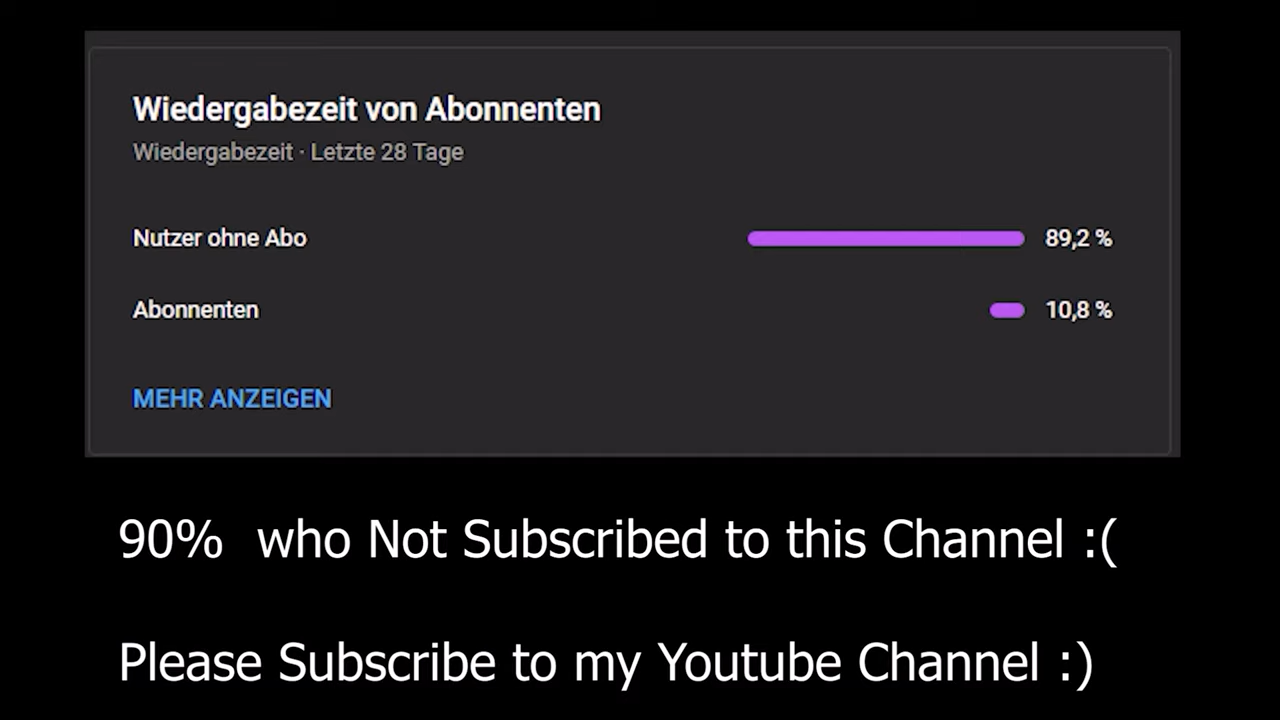 Wiedergabezeit von Abonnenten
Wiedergabezeit · Letzte 28 Tage
Nutzer ohne Abo 89,2 %
Abonnenten 10,8 %
MEHR ANZEIGEN
90% who Not Subscribed to this Channel :(
Please Subscribe to my Youtube Channel :)